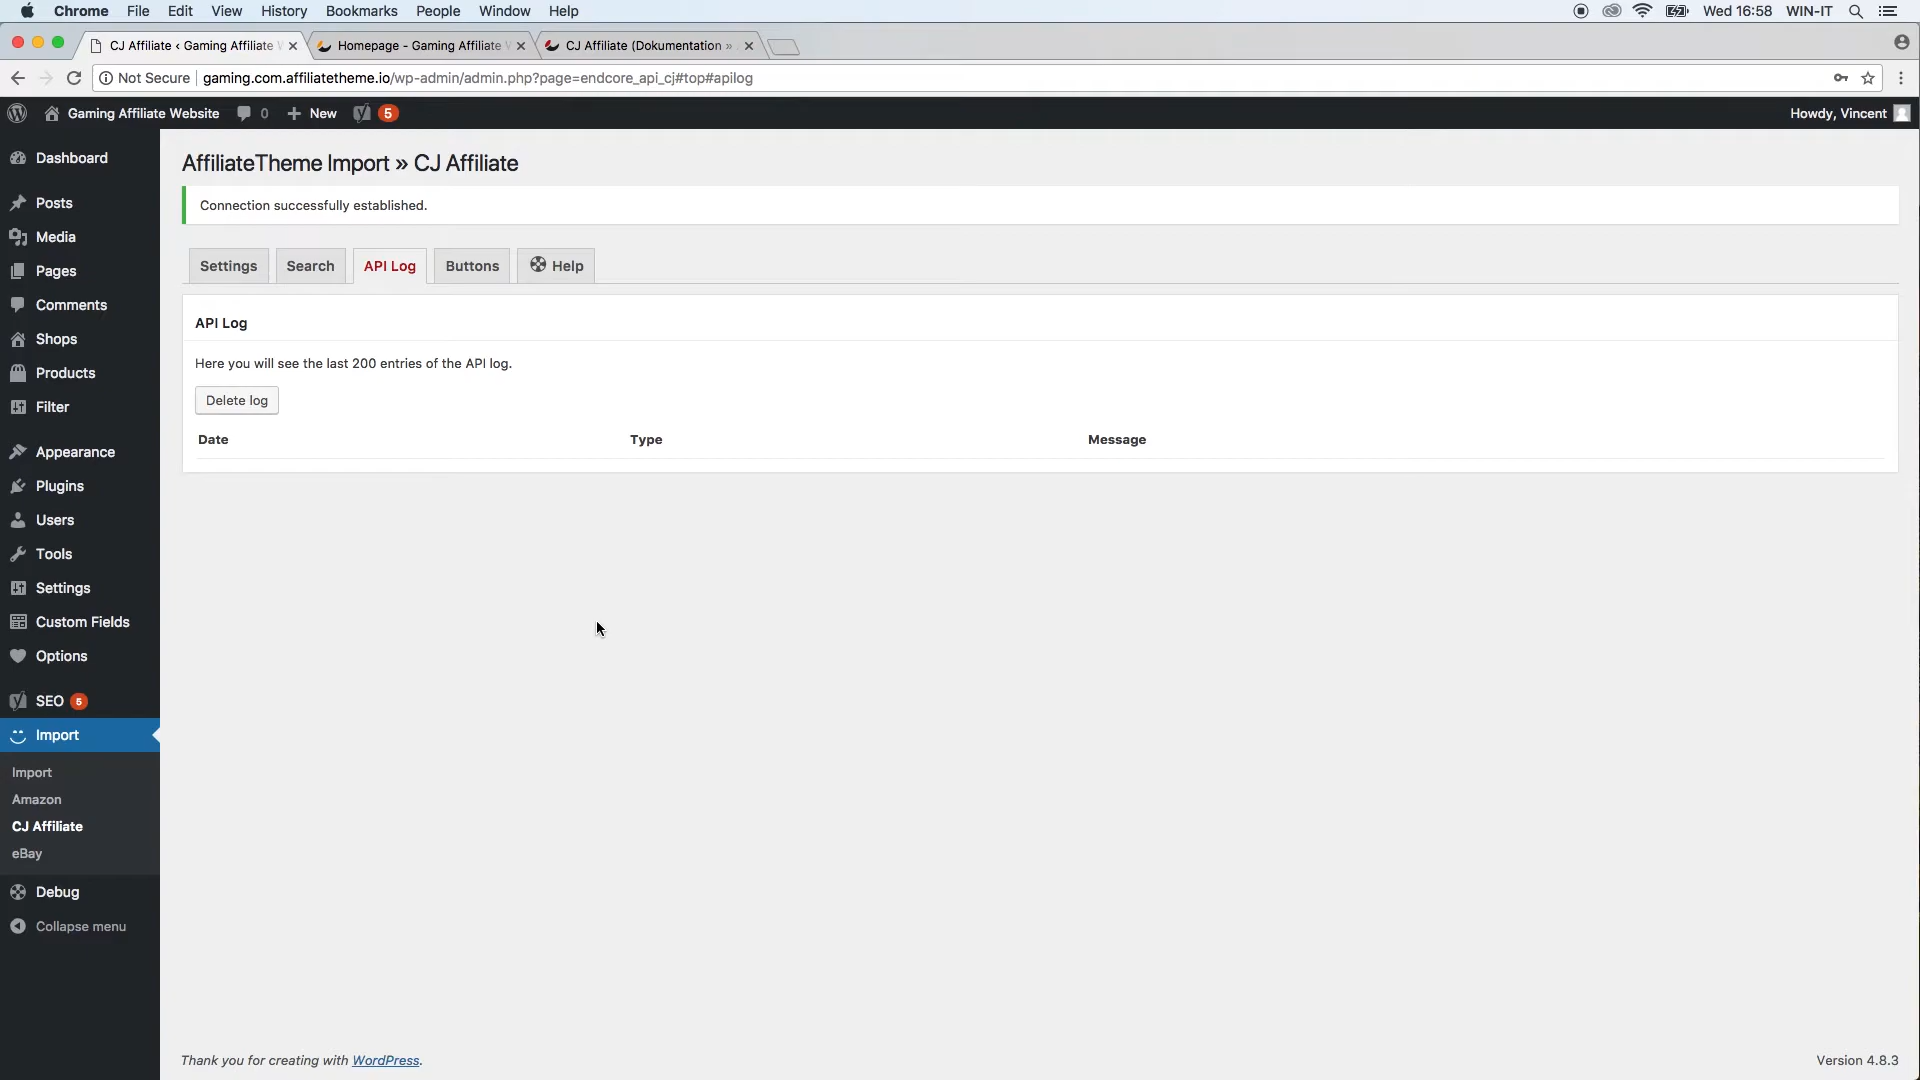 Chrome File Edit View History Bookmarks People Window Help Wed 16:58 WIN-IT
CJ Affiliate ‹ Gaming Affiliate Homepage - Gaming Affiliate CJ Affiliate (Dokumentation »
Not Secure gaming.com.affiliatetheme.io/wp-admin/admin.php?page=endcore_api_cj#top#apilog
Gaming Affiliate Website 0 New 5 Howdy, Vincent
Dashboard
Posts
Media
Pages
Comments
Shops
Products
Filter
Appearance
Plugins
Users
Tools
Settings
Custom Fields
Options
SEO 5
Import
Import
Amazon
CJ Affiliate
eBay
Debug
Collapse menu
AffiliateTheme Import » CJ Affiliate
Connection successfully established.
Settings Search API Log Buttons Help
API Log
Here you will see the last 200 entries of the API log.
Delete log
Date Type Message
Thank you for creating with WordPress.
Version 4.8.3